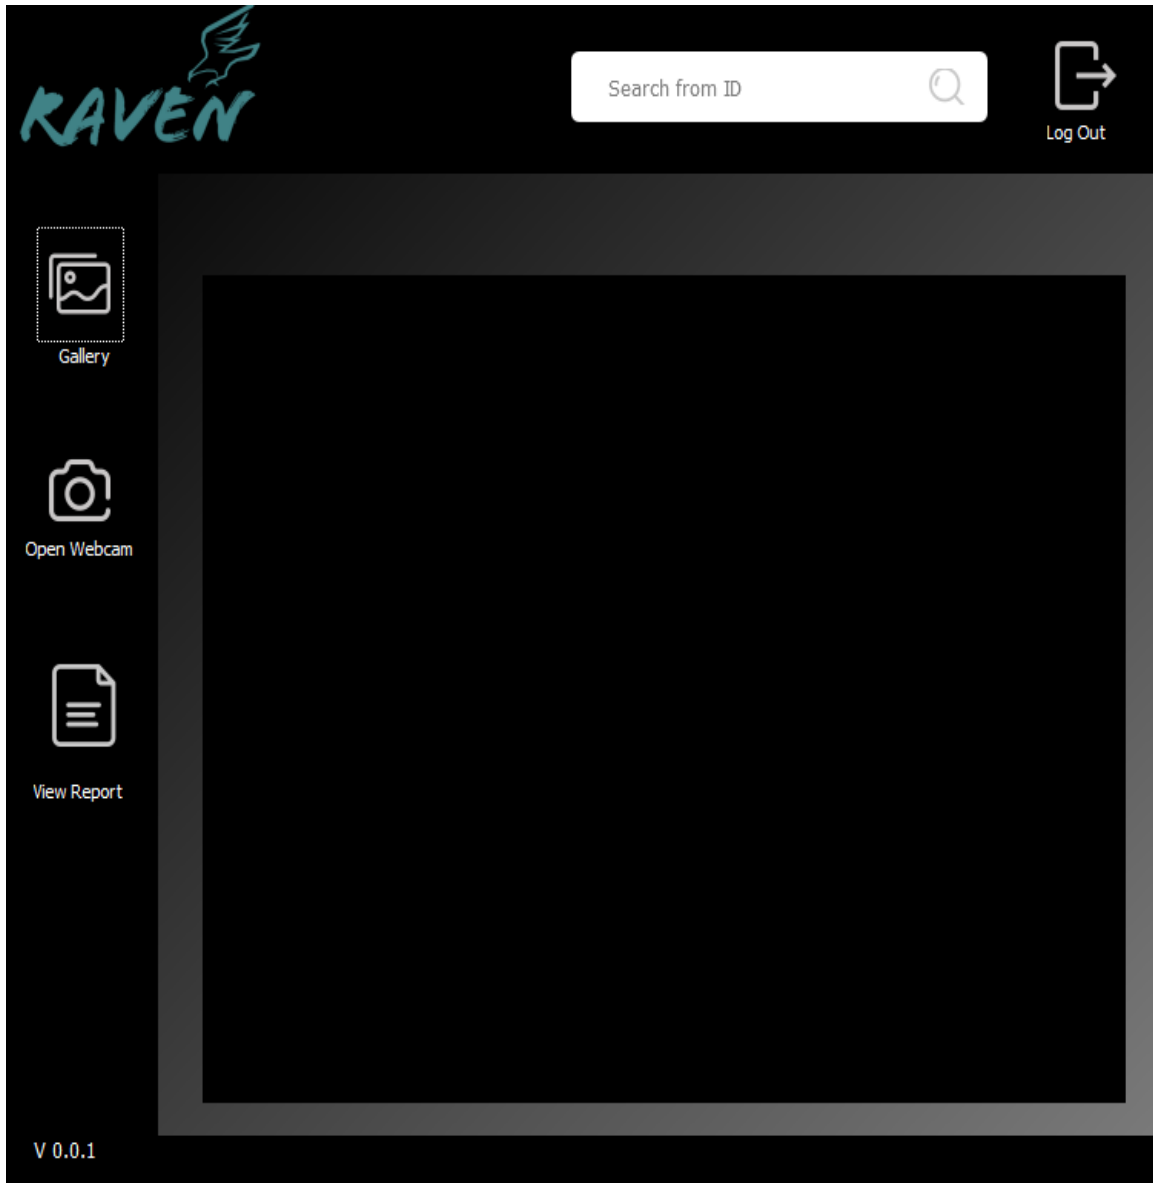 RAVEN
Search from ID
Log Out
Gallery
Open Webcam
View Report
V 0.0.1